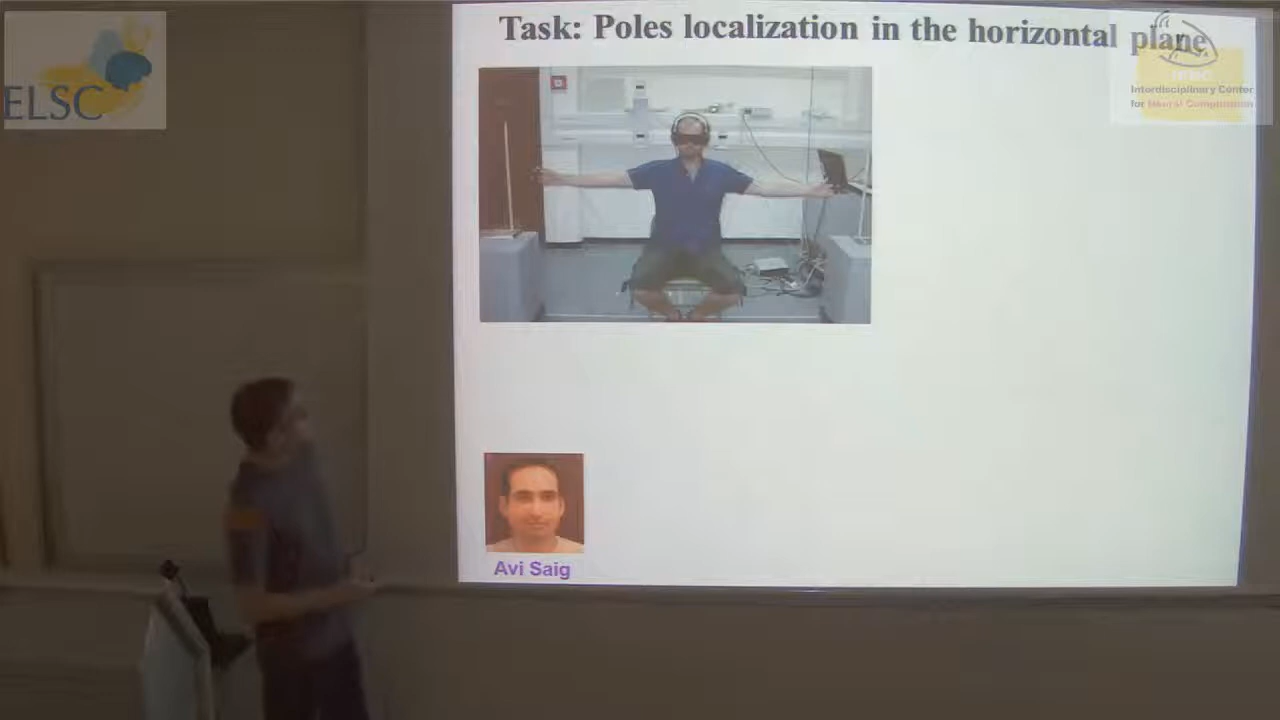 Task: Poles localization in the horizontal plane
ELSC
Interdisciplinary Center
for Neural Computation
Avi Saig